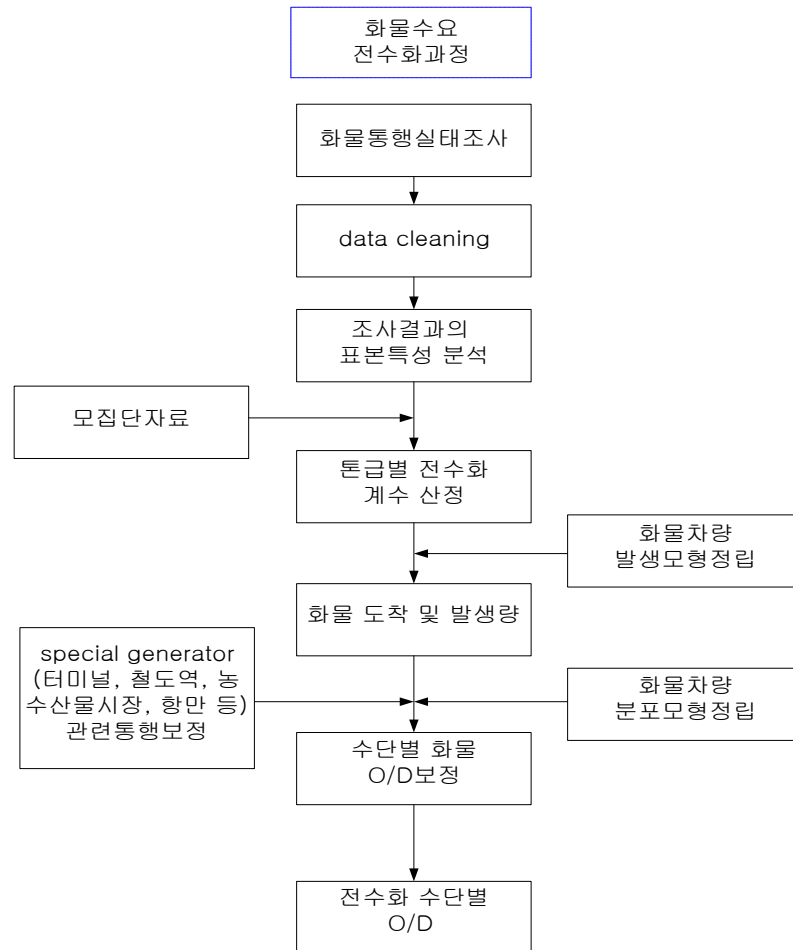 화물수요
전수화과정
화물통행실태조사
data cleaning
조사결과의
표본특성 분석
모집단자료
톤급별 전수화
계수 산정
화물차량
발생모형정립
화물 도착 및 발생량
special generator
(터미널, 철도역, 농
수산물시장, 항만 등)
관련통행보정
화물차량
분포모형정립
수단별 화물
O/D보정
전수화 수단별
O/D